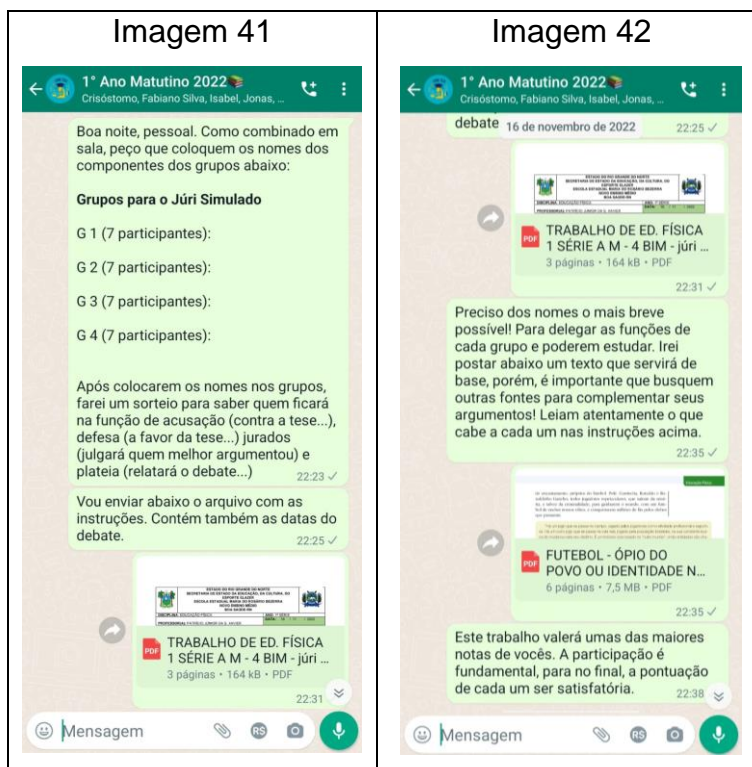 Imagem 41
1° Ano Matutino 2022📚
Crisóstomo, Fabiano Silva, Isabel, Jonas, ...
Boa noite, pessoal. Como combinado em
sala, peço que coloquem os nomes dos
componentes dos grupos abaixo:
Grupos para o Júri Simulado
G 1 (7 participantes):
G 2 (7 participantes):
G 3 (7 participantes):
G 4 (7 participantes):
Após colocarem os nomes nos grupos,
farei um sorteio para saber quem ficará
na função de acusação (contra a tese...),
defesa (a favor da tese...) jurados
(julgará quem melhor argumentou) e
plateia (relatará o debate...)
22:23
Vou enviar abaixo o arquivo com as
instruções. Contém também as datas do
debate.
22:25
PDF
TRABALHO DE ED. FÍSICA
1 SÉRIE A M - 4 BIM - júri ...
3 páginas • 164 kB • PDF
22:31
Mensagem
RS
Imagem 42
1° Ano Matutino 2022📚
Crisóstomo, Fabiano Silva, Isabel, Jonas, ...
debate
16 de novembro de 2022
22:25
PDF
TRABALHO DE ED. FÍSICA
1 SÉRIE A M - 4 BIM - júri ...
3 páginas • 164 kB • PDF
22:31
Preciso dos nomes o mais breve
possível! Para delegar as funções de
cada grupo e poderem estudar. Irei
postar abaixo um texto que servirá de
base, porém, é importante que busquem
outras fontes para complementar seus
argumentos! Leiam atentamente o que
cabe a cada um nas instruções acima.
22:35
PDF
FUTEBOL - ÓPIO DO
POVO OU IDENTIDADE N...
6 páginas • 7,5 MB • PDF
22:35
Este trabalho valerá umas das maiores
notas de vocês. A participação é
fundamental, para no final, a pontuação
de cada um ser satisfatória.
22:38
Mensagem
RS